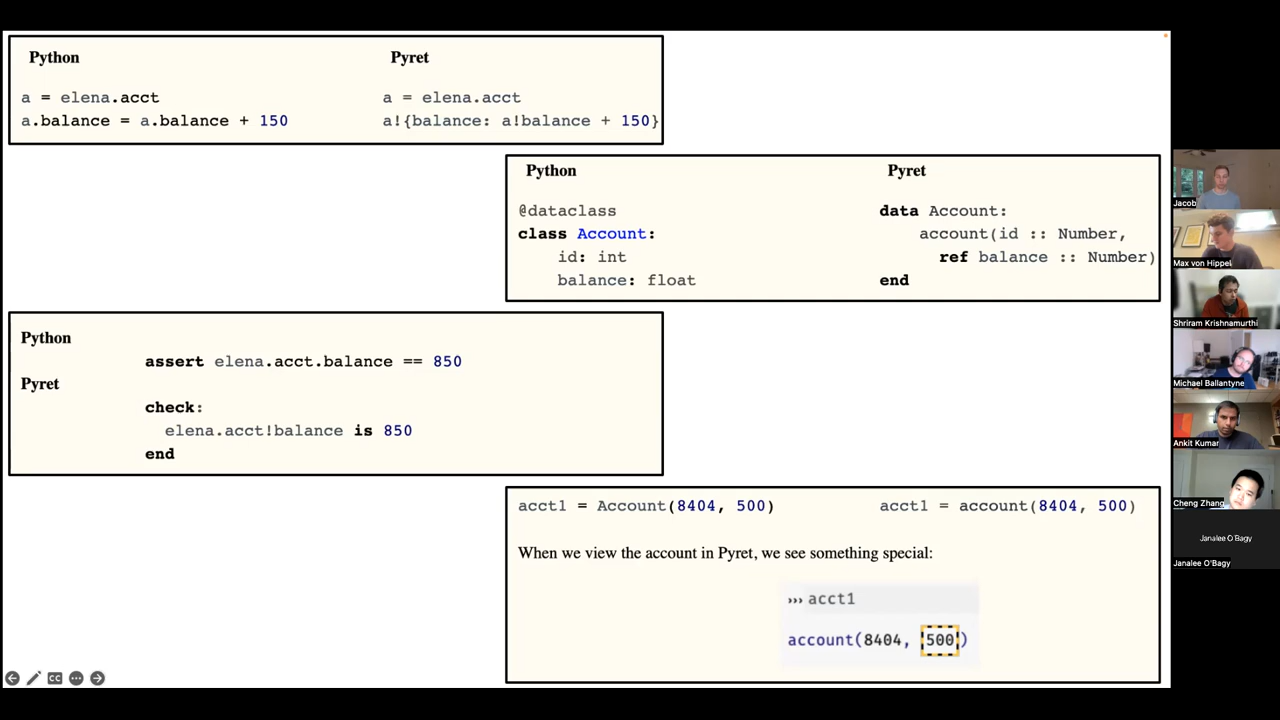 Python Pyret
a = elena.acct a = elena.acct
a.balance = a.balance + 150 a!{balance: a!balance + 150}
Python Pyret
@dataclass data Account:
class Account: account(id :: Number,
id: int ref balance :: Number)
balance: float end
Python
assert elena.acct.balance == 850
Pyret
check:
elena.acct!balance is 850
end
acct1 = Account(8404, 500) acct1 = account(8404, 500)
When we view the account in Pyret, we see something special:
››› acct1
account(8404, 500)
CC
Jacob
Max von Hippel
Shriram Krishnamurthi
Michael Ballantyne
Ankit Kumar
Cheng Zhang
Janalee O Bagy
Janalee O'Bagy